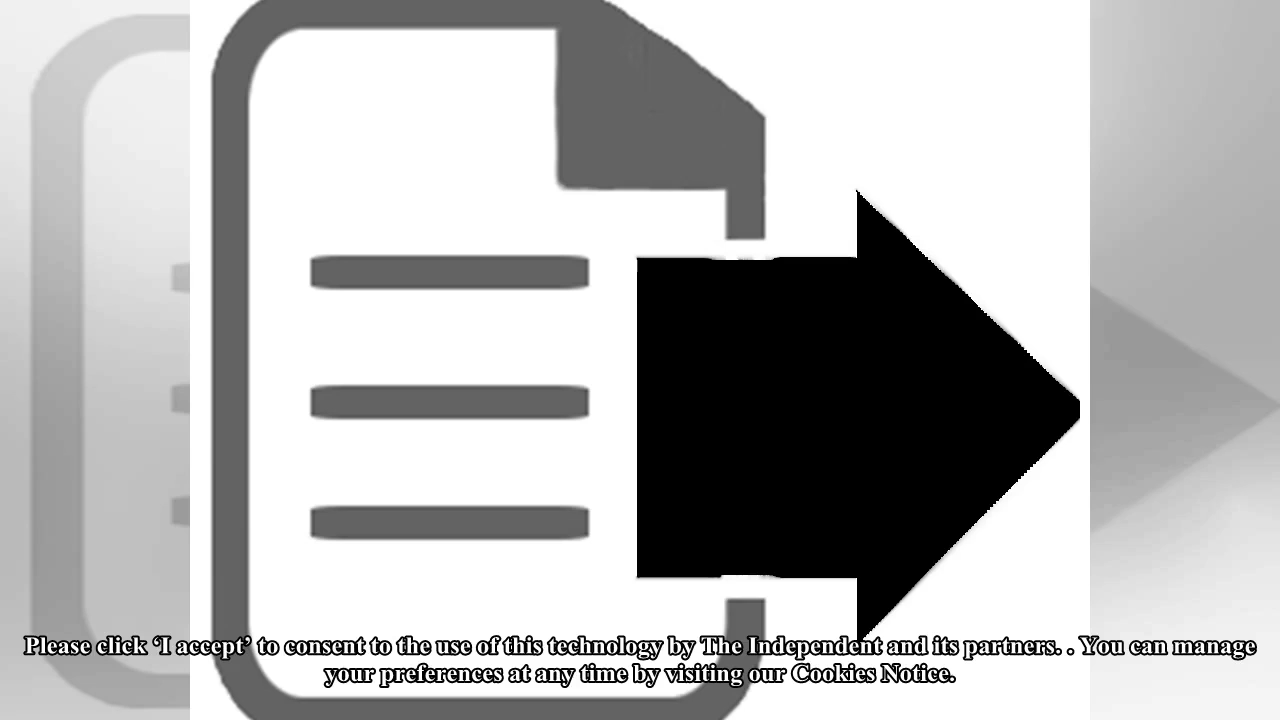 Please click ‘I accept’ to consent to the use of this technology by The Independent and its partners. . You can manage
your preferences at any time by visiting our Cookies Notice.